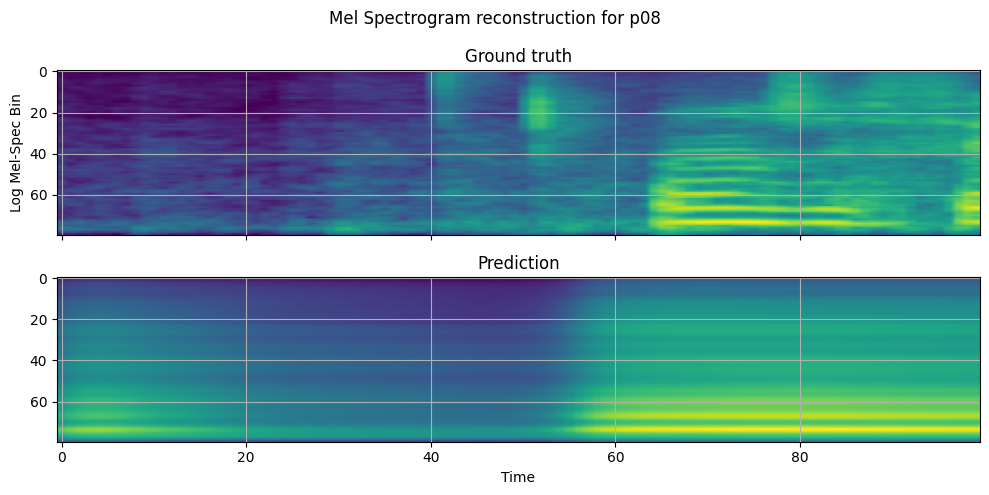 Mel Spectrogram reconstruction for p08
Ground truth
0
20
40
60
Log Mel-Spec Bin
Prediction
0
20
40
60
0 20 40 60 80
Time